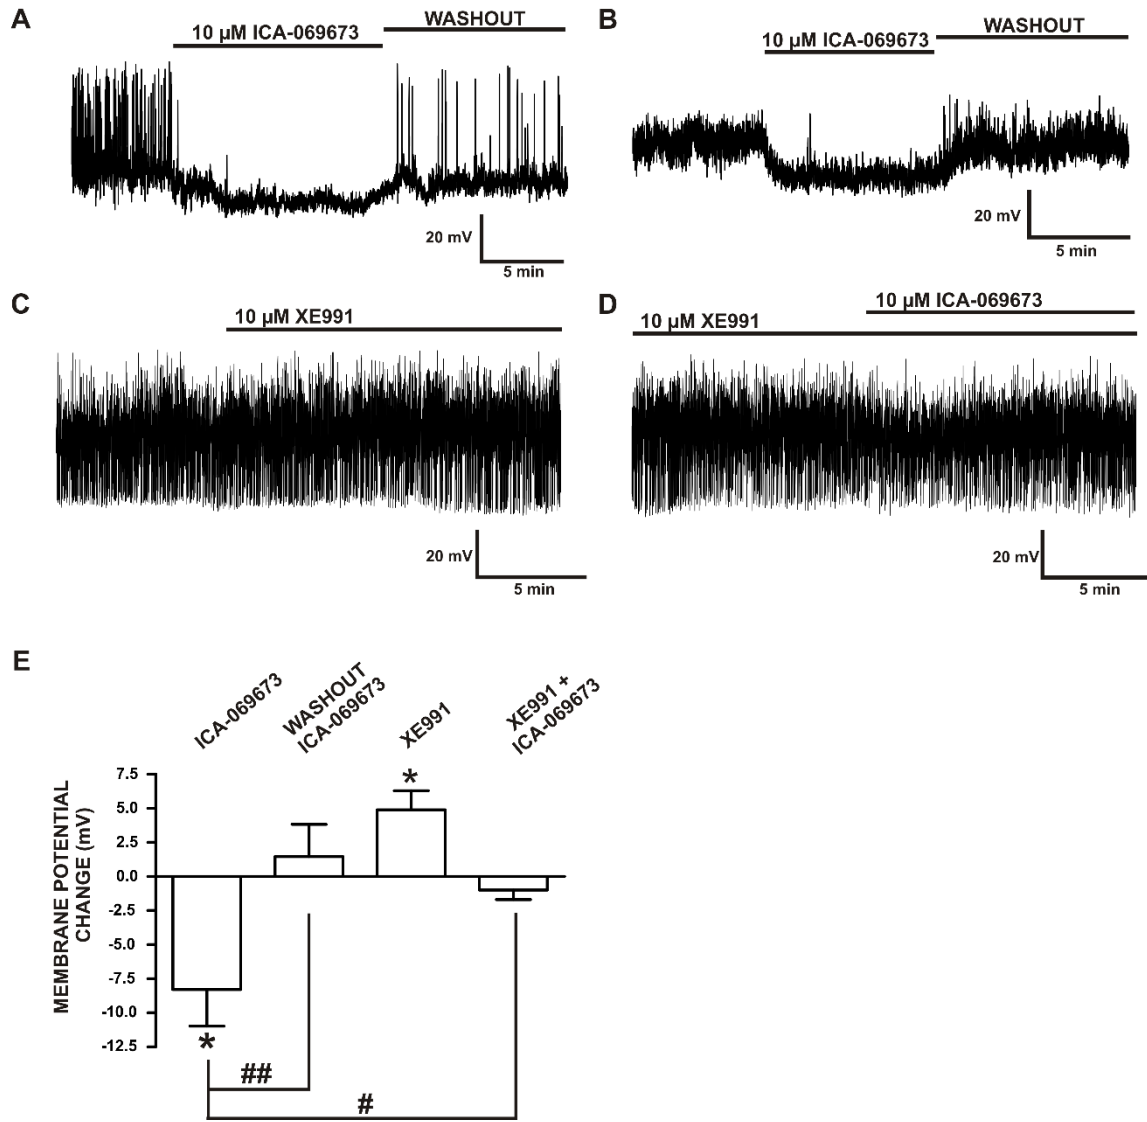 A
10 µM ICA-069673
WASHOUT
20 mV
5 min
B
10 µM ICA-069673
WASHOUT
20 mV
5 min
C
10 µM XE991
20 mV
5 min
D
10 µM ICA-069673
10 µM XE991
20 mV
5 min
E
ICA-069673
WASHOUT
ICA-069673
XE991
XE991 +
ICA-069673
MEMBRANE POTENTIAL
CHANGE (mV)
7.5
5.0
2.5
0.0
-2.5
-5.0
-7.5
-10.0
-12.5
*
*
##
#